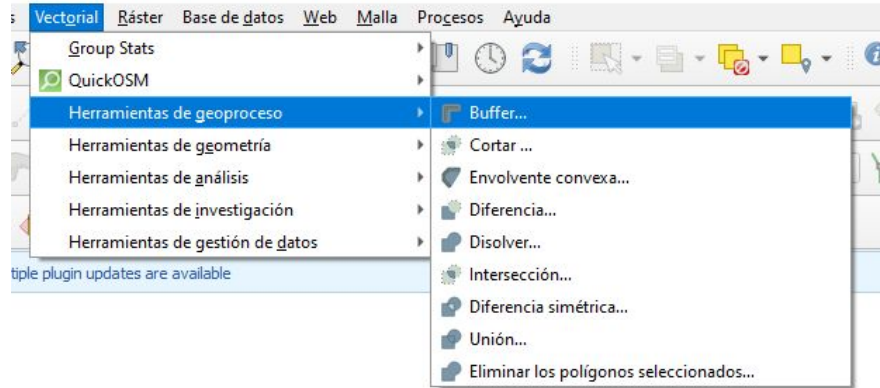 Vectorial Ráster Base de datos Web Malla Procesos Ayuda
Group Stats
QuickOSM
Herramientas de geoproceso
Herramientas de geometría
Herramientas de análisis
Herramientas de investigación
Herramientas de gestión de datos
Buffer...
Cortar ...
Envolvente convexa...
Diferencia...
Disolver...
Intersección...
Diferencia simétrica...
Unión...
Eliminar los polígonos seleccionados...
tiple plugin updates are available